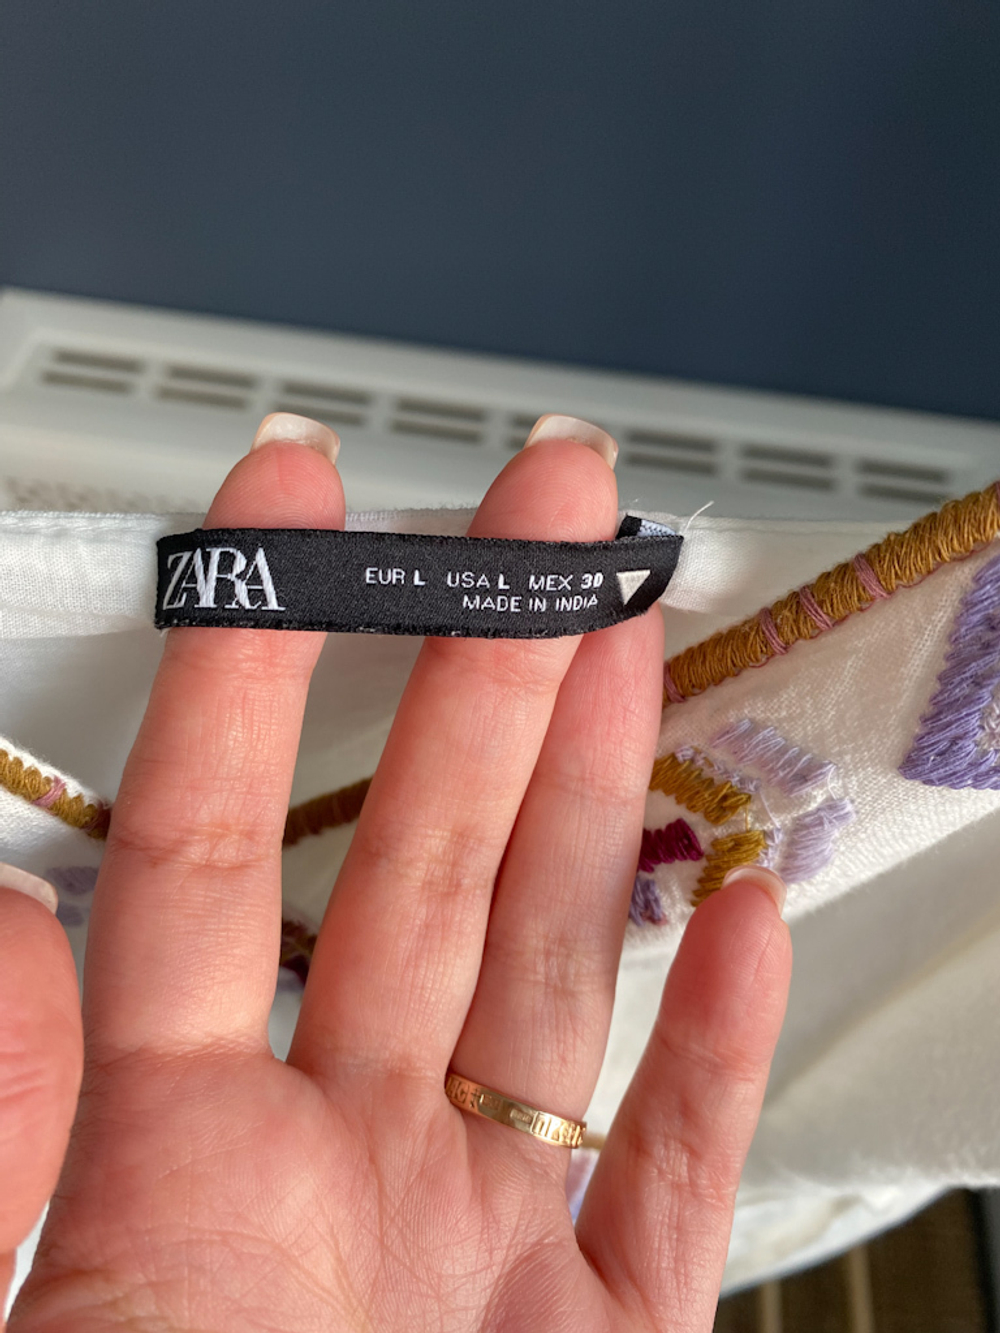 ZARA
EUR L USA L MEX 30
MADE IN INDIA